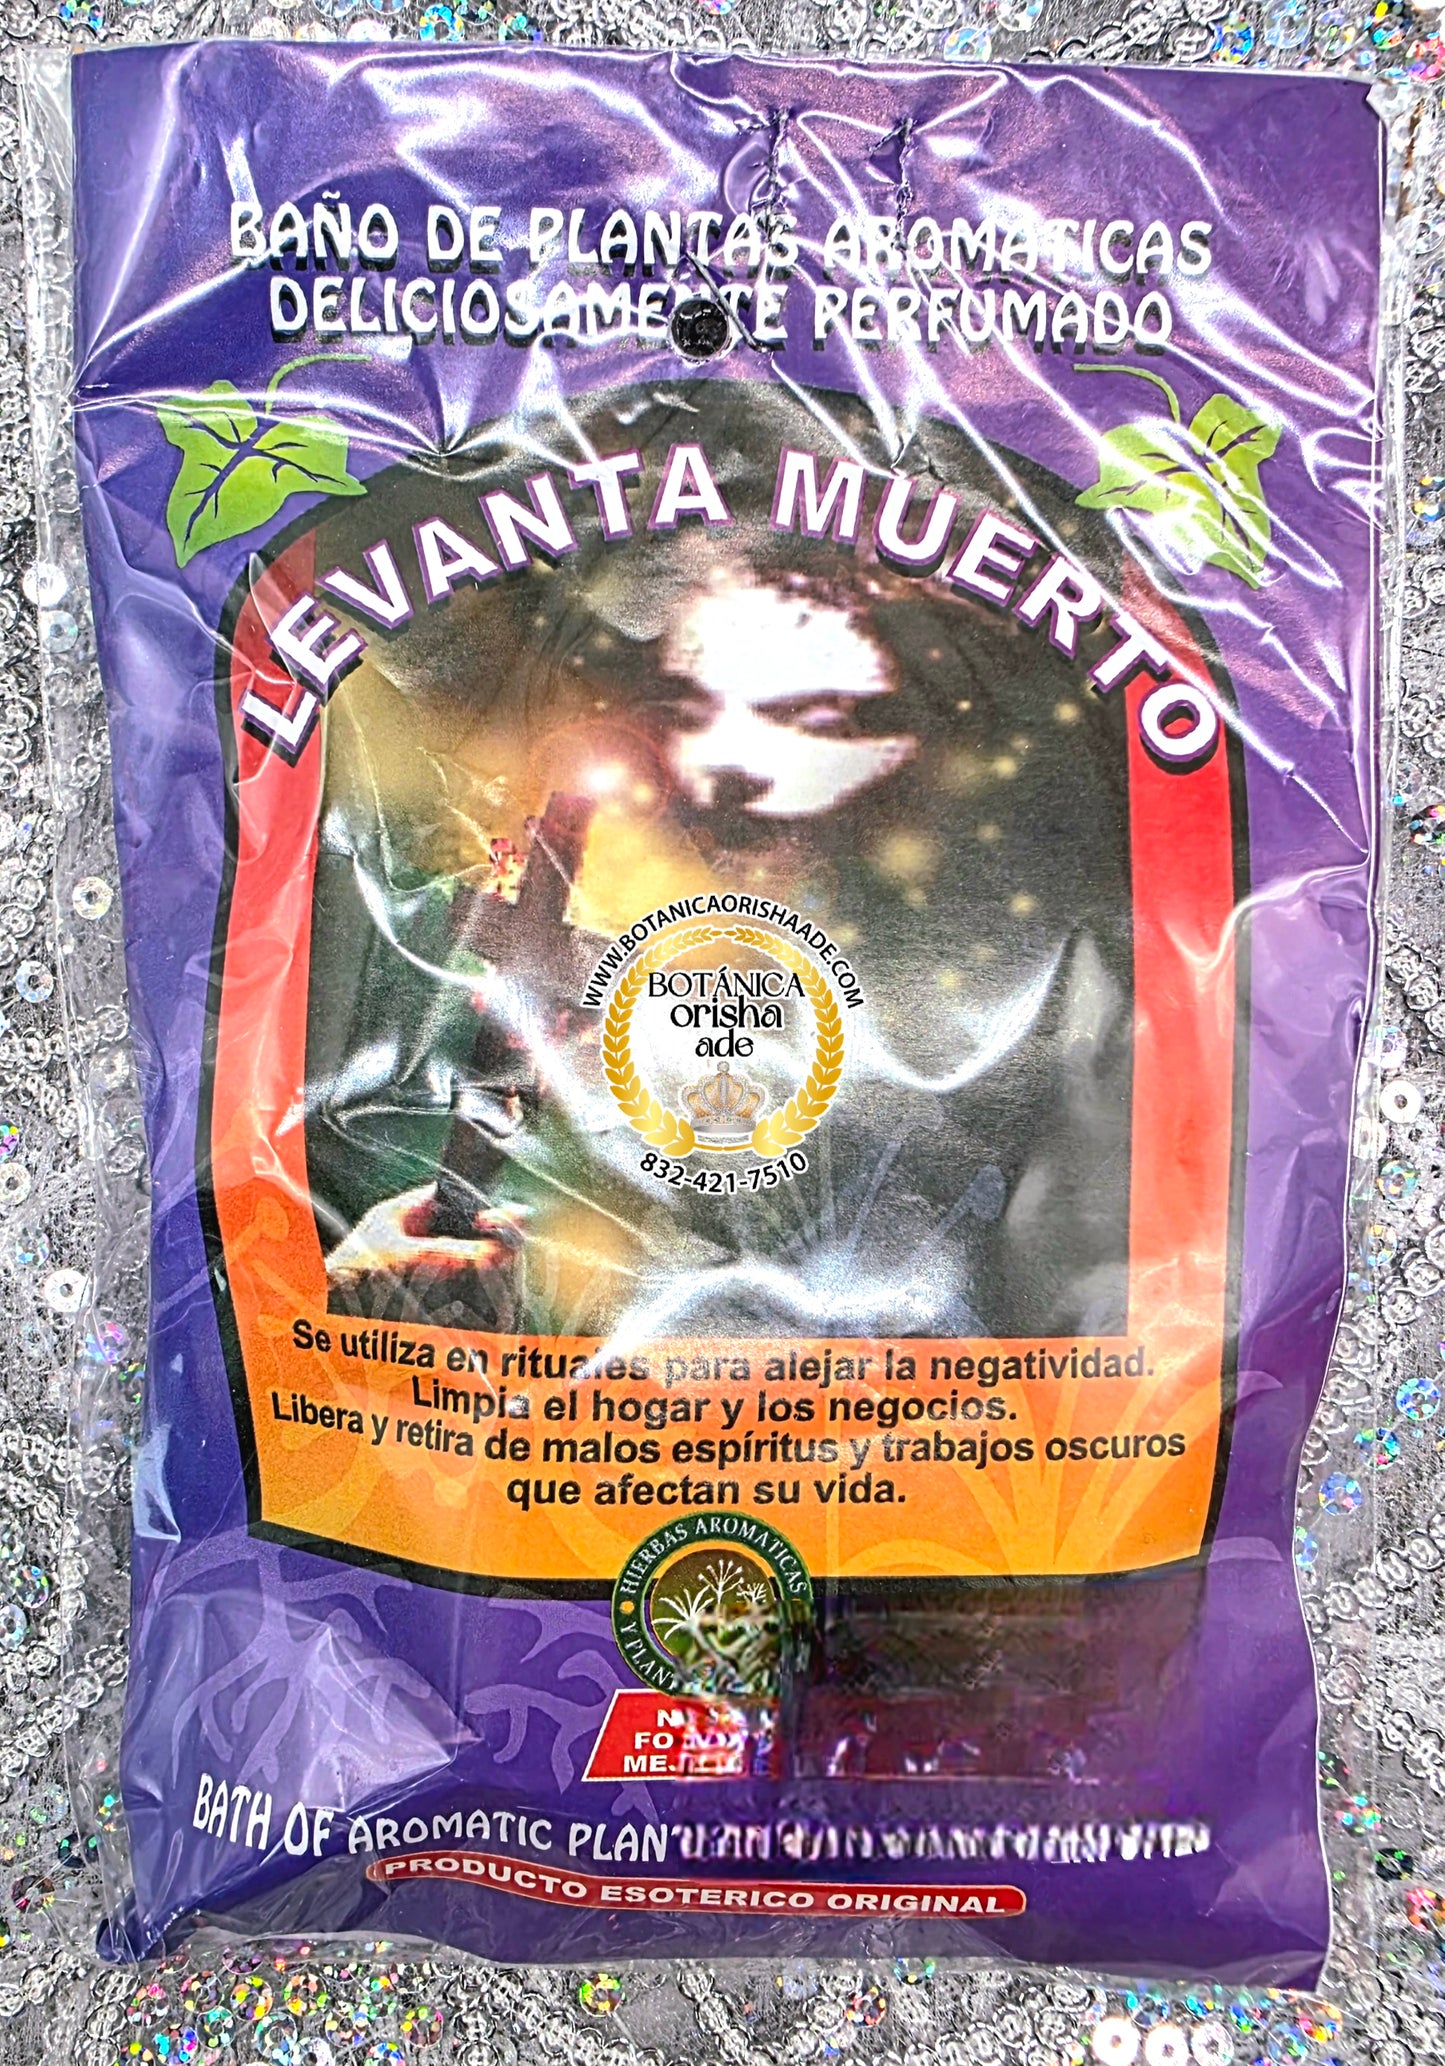 BAÑO DE PLANTAS AROMATICAS
DELICIOSAMENTE PERFUMADO
LEVANTA MUERTO
WWW.BOTANICAORISHAADE.COM
BOTÁNICA
orisha
ade
832-421-7510
Se utiliza en rituales para alejar la negatividad.
Limpia el hogar y los negocios.
Libera y retira de malos espíritus y trabajos oscuros
que afectan su vida.
HIERBAS AROMATICAS
BATH OF AROMATIC
PRODUCTO ESOTERICO ORIGINAL